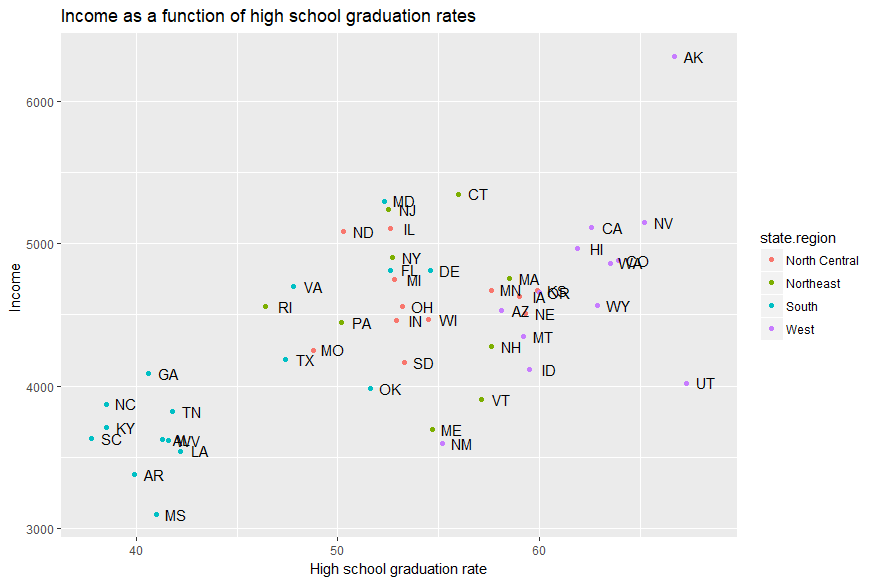 Income as a function of high school graduation rates
AK
6000
CT
MD
NJ
NV
ND
IL
CA
5000
HI
NY
WA
CO
FL
DE
MI
MA
VA
MN
KS
IA
OR
RI
OH
WY
AZ
NE
PA
IN
WI
MT
NH
MO
TX
SD
ID
4000
GA
OK
UT
NC
VT
TN
KY
ME
SC
AL
WV
NM
LA
AR
MS
3000
40
50
60
High school graduation rate
Income
state.region
North Central
Northeast
South
West